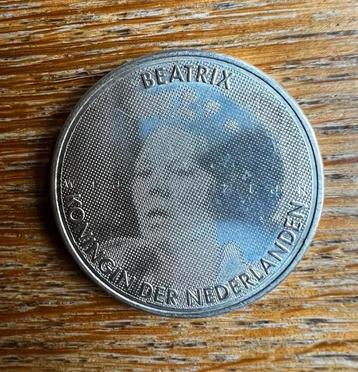 BEATRIX
KONINGIN DER NEDERLANDEN